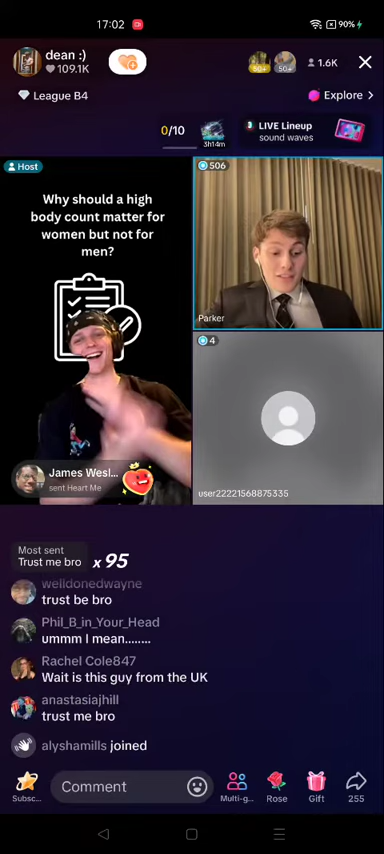 17:02
90%
dean :)
109.1K
50+
50+
1.6K
League B4
Explore
0/10
3h14m
LIVE Lineup
sound waves
Host
Why should a high
body count matter for
women but not for
men?
506
Parker
4
user22221568875335
James Wesl...
sent Heart Me
Most sent
Trust me bro
x 95
welldonedwayne
trust be bro
Phil_B_in_Your_Head
ummm I mean........
Rachel Cole847
Wait is this guy from the UK
anastasiajhill
trust me bro
alyshamills joined
Comment
Subsc...
Multi-g...
Rose
Gift
255